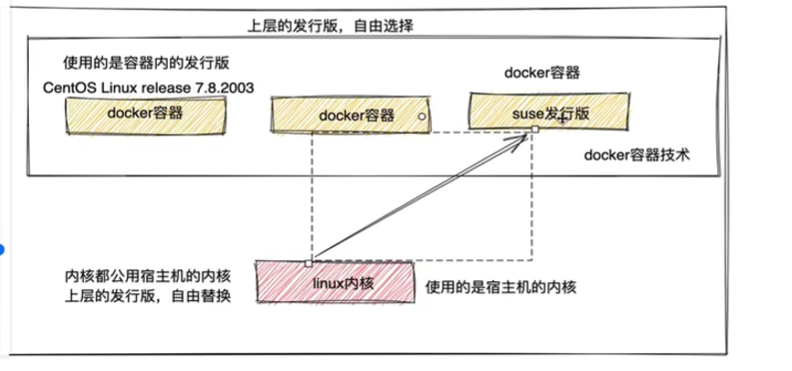 上层的发行版，自由选择
使用的是容器内的发行版
CentOS Linux release 7.8.2003
docker容器
docker容器
docker容器
suse发行版
docker容器技术
内核都公用宿主机的内核
上层的发行版，自由替换
linux内核
使用的是宿主机的内核